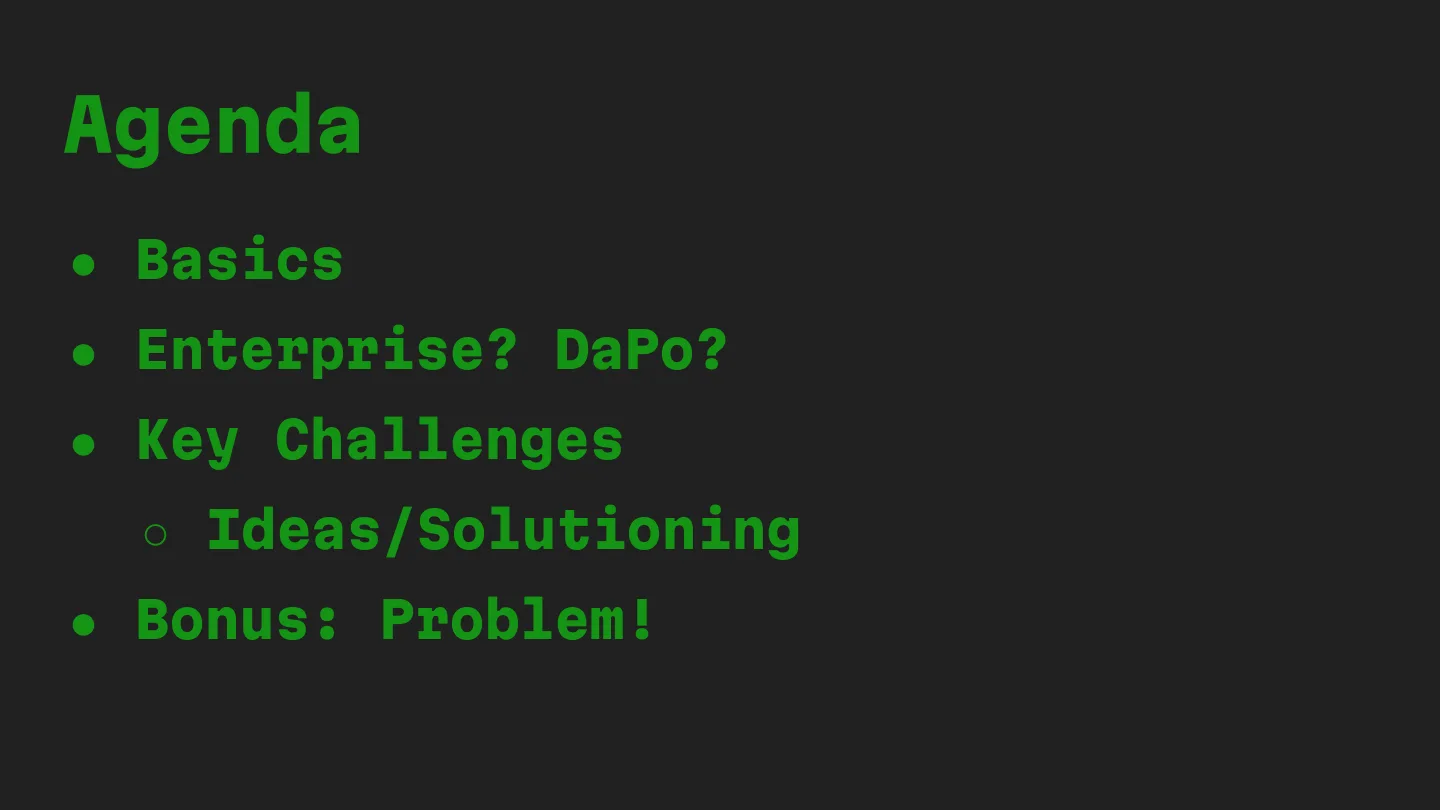 Agenda
● Basics
● Enterprise? DaPo?
● Key Challenges
○ Ideas/Solutioning
● Bonus: Problem!